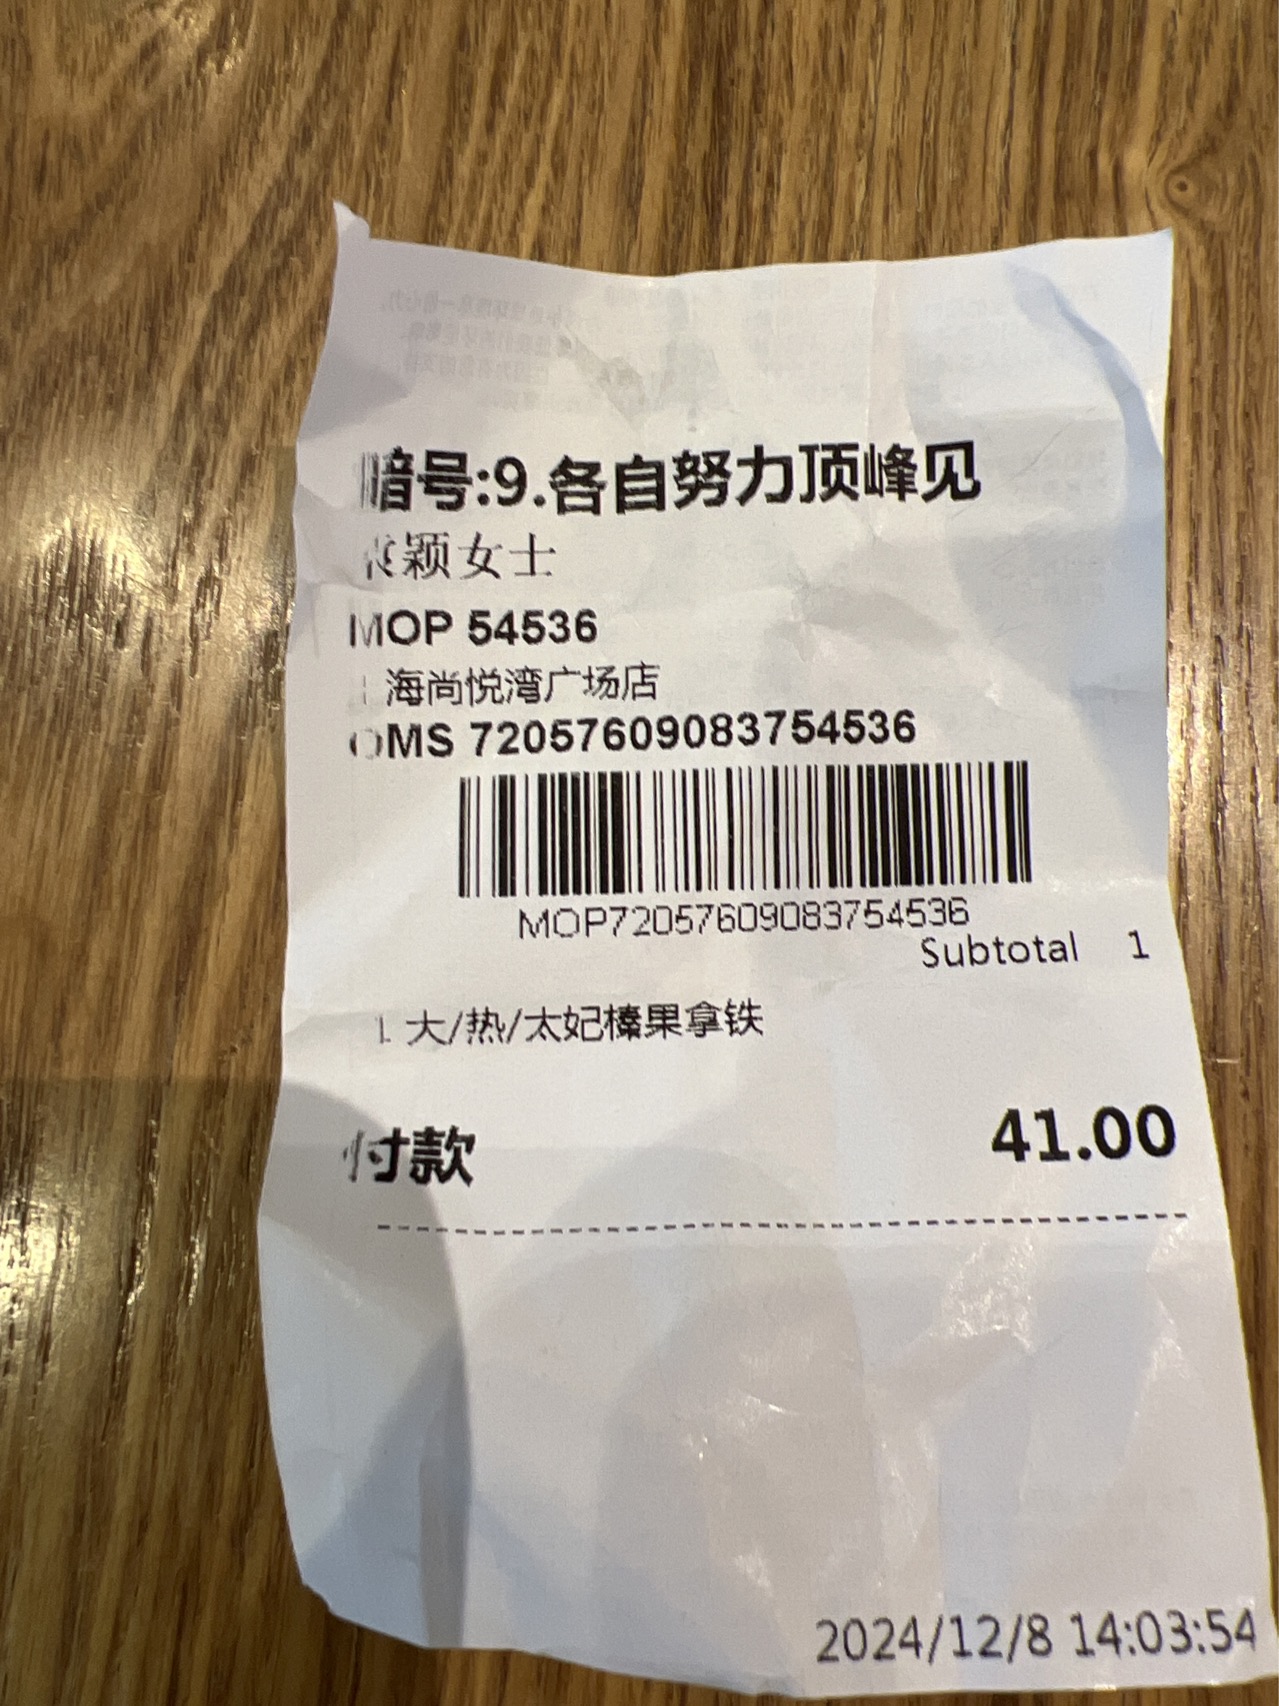 暗号:9.各自努力顶峰见
颖女士
MOP 54536
海尚悦湾广场店
OMS 72057609083754536
MOP72057609083754536
Subtotal 1
1. 大/热/太妃榛果拿铁
付款 41.00
2024/12/8 14:03:54